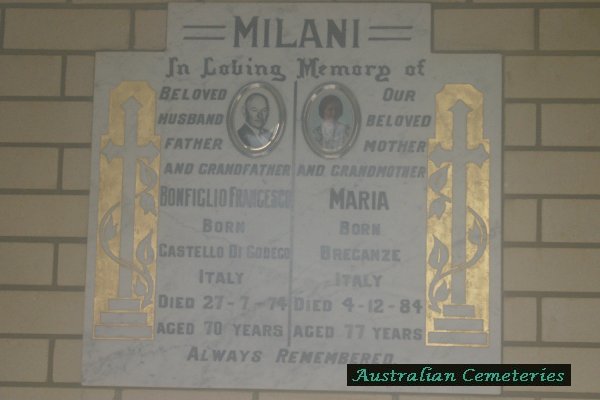 MILANI
In Loving Memory of
BELOVED
HUSBAND
FATHER
AND GRANDFATHER
BONFIGLIO FRANCESCO
BORN
CASTELLO DI GODEGO
ITALY
DIED 27-7-74
AGED 70 YEARS
OUR
BELOVED
MOTHER
AND GRANDMOTHER
MARIA
BORN
BREGANZE
ITALY
DIED 4-12-84
AGED 77 YEARS
ALWAYS REMEMBERED
Australian Cemeteries